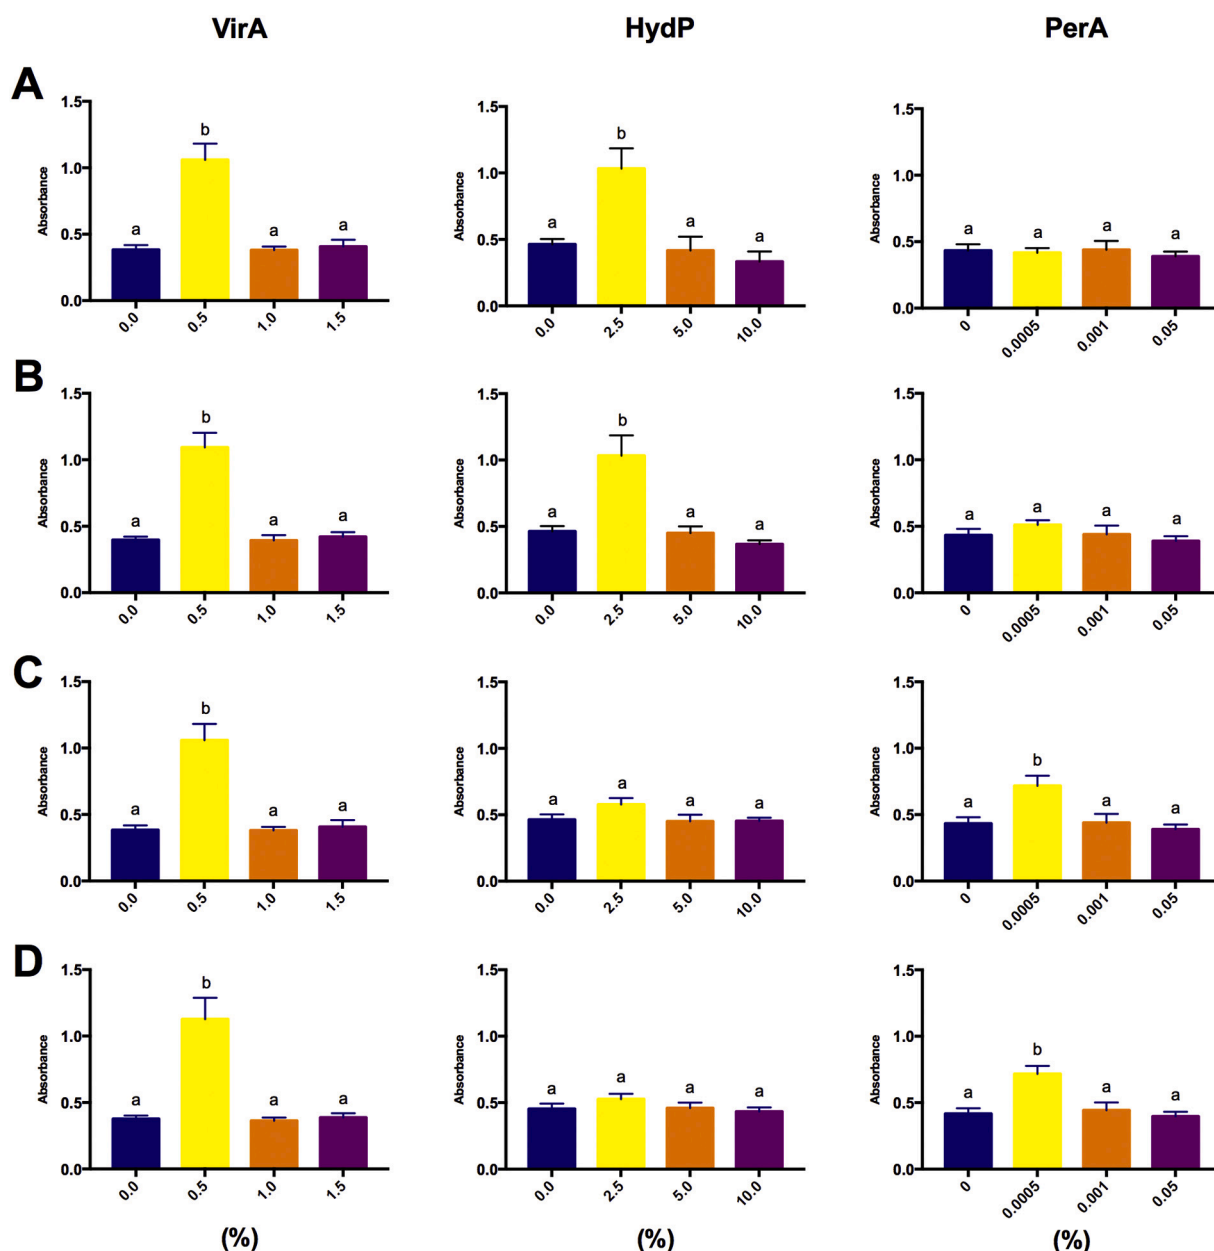 VirA HydP PerA
A
1.5 1.5 1.5
b b
1.0 1.0 1.0
Absorbance Absorbance Absorbance
a a a a a a a a a a
0.5 0.5 0.5
0.0 0.0 0.0
0.0 0.5 1.0 1.5 0.0 2.5 5.0 10.0 0 0.0005 0.001 0.05
B
1.5 1.5 1.5
b b
1.0 1.0 1.0
Absorbance Absorbance Absorbance
a a a a a a a a a a
0.5 0.5 0.5
0.0 0.0 0.0
0.0 0.5 1.0 1.5 0.0 2.5 5.0 10.0 0 0.0005 0.001 0.05
C
1.5 1.5 1.5
b
1.0 1.0 1.0
Absorbance Absorbance Absorbance
a a a a a a a a b a a
0.5 0.5 0.5
0.0 0.0 0.0
0.0 0.5 1.0 1.5 0.0 2.5 5.0 10.0 0 0.0005 0.001 0.05
D
1.5 1.5 1.5
b
1.0 1.0 1.0
Absorbance Absorbance Absorbance
a a a a a a a a b a a
0.5 0.5 0.5
0.0 0.0 0.0
0.0 0.5 1.0 1.5 0.0 2.5 5.0 10.0 0 0.0005 0.001 0.05
(%) (%) (%)